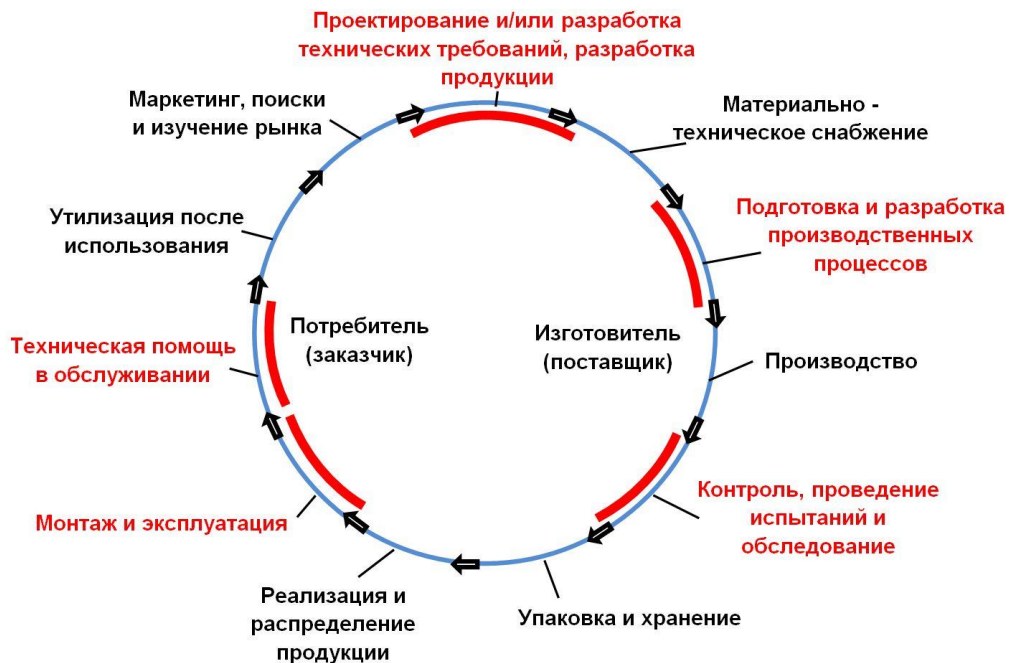 Проектирование и/или разработка
технических требований, разработка
продукции
Маркетинг, поиски
и изучение рынка
Материально -
техническое снабжение
Утилизация после
использования
Подготовка и разработка
производственных
процессов
Потребитель
(заказчик)
Изготовитель
(поставщик)
Техническая помощь
в обслуживании
Производство
Монтаж и эксплуатация
Контроль, проведение
испытаний и
обследование
Реализация и
распределение
продукции
Упаковка и хранение